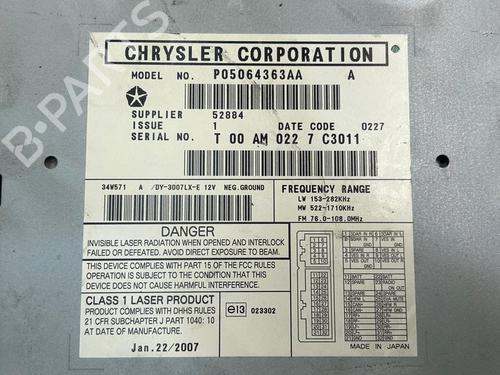 CHRYSLER CORPORATION
MODEL NO. P05064363AA A
SUPPLIER 52884
ISSUE 1 DATE CODE 0227
SERIAL NO. T 00 AM 022 7 C3011
34W571 A /DY-3007LX-E 12V NEG.GROUND
FREQUENCY RANGE
LW 153-282KHz
MW 522-1710KHz
FM 76.0-108.0MHz
DANGER
INVISIBLE LASER RADIATION WHEN OPENED AND INTERLOCK
FAILED OR DEFEATED. AVOID DIRECT EXPOSURE TO BEAM.
THIS DEVICE COMPLIES WITH PART 15 OF THE FCC RULES
OPERATION IS SUBJECT TO THE CONDITION THAT THIS
DEVICE DOES NOT CAUSE HARMFUL INTERFERENCE.
CLASS 1 LASER PRODUCT
THIS PRODUCT COMPLIES WITH DHHS RULES
21 CFR SUBCHAPTER J PART 1040: 10
AT DATE OF MANUFACTURE.
e13 023302
Jan.22/2007
MADE IN JAPAN
B-PARTS